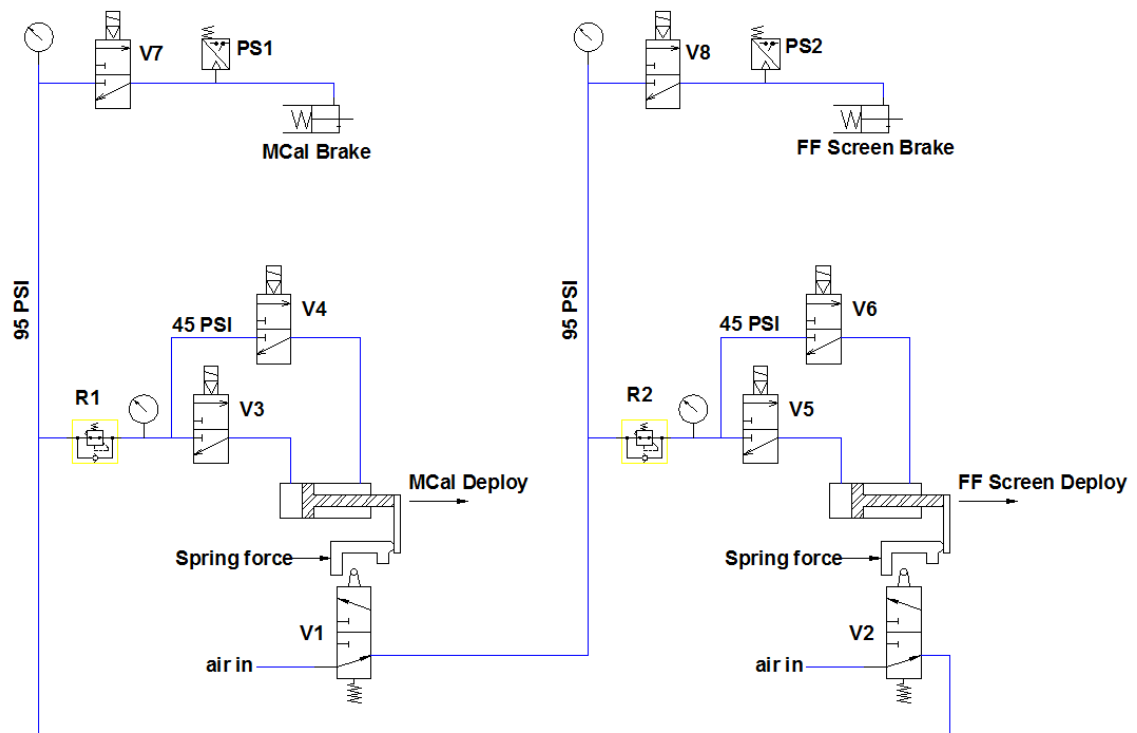 V7
PS1
MCal Brake
V8
PS2
FF Screen Brake
95 PSI
V4
45 PSI
R1
V3
MCal Deploy
Spring force
V1
air in
95 PSI
V6
45 PSI
R2
V5
FF Screen Deploy
Spring force
V2
air in